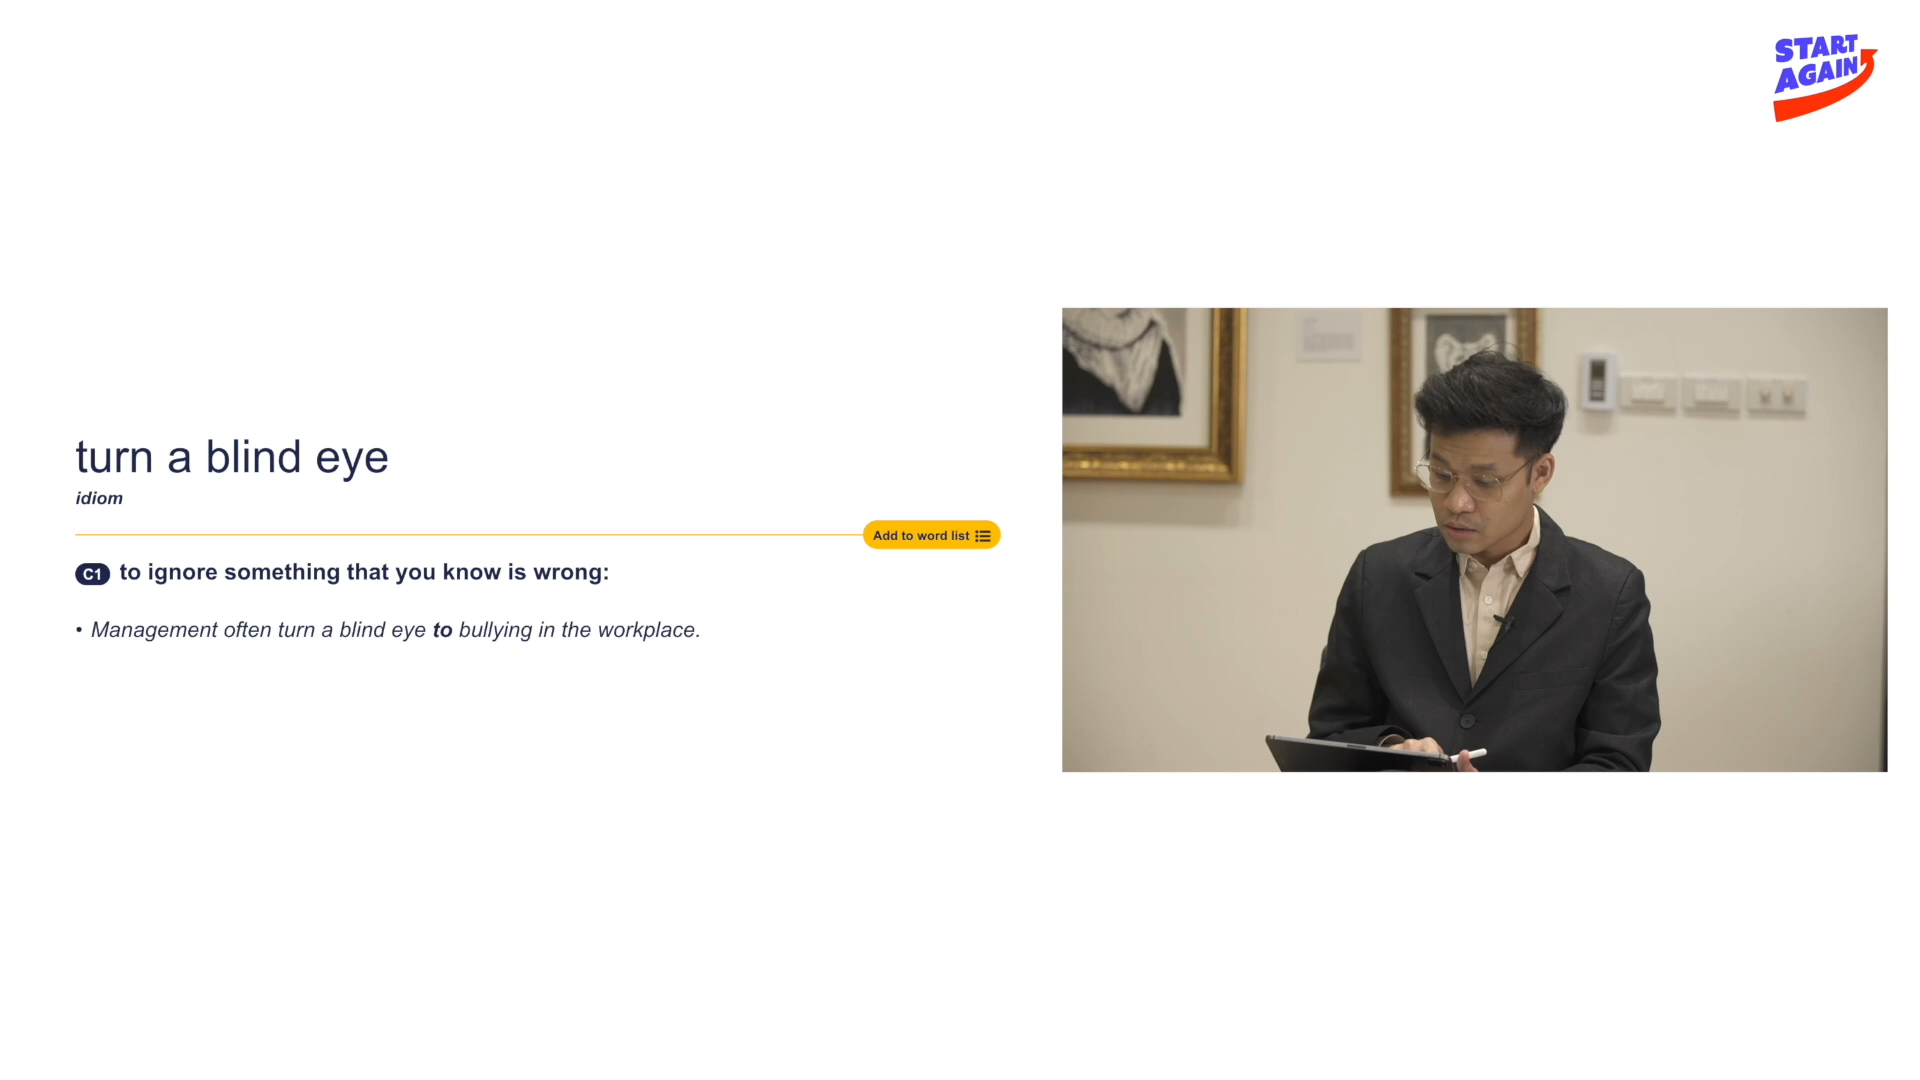 START
AGAIN
turn a blind eye
idiom
Add to word list
C1 to ignore something that you know is wrong:
• Management often turn a blind eye to bullying in the workplace.